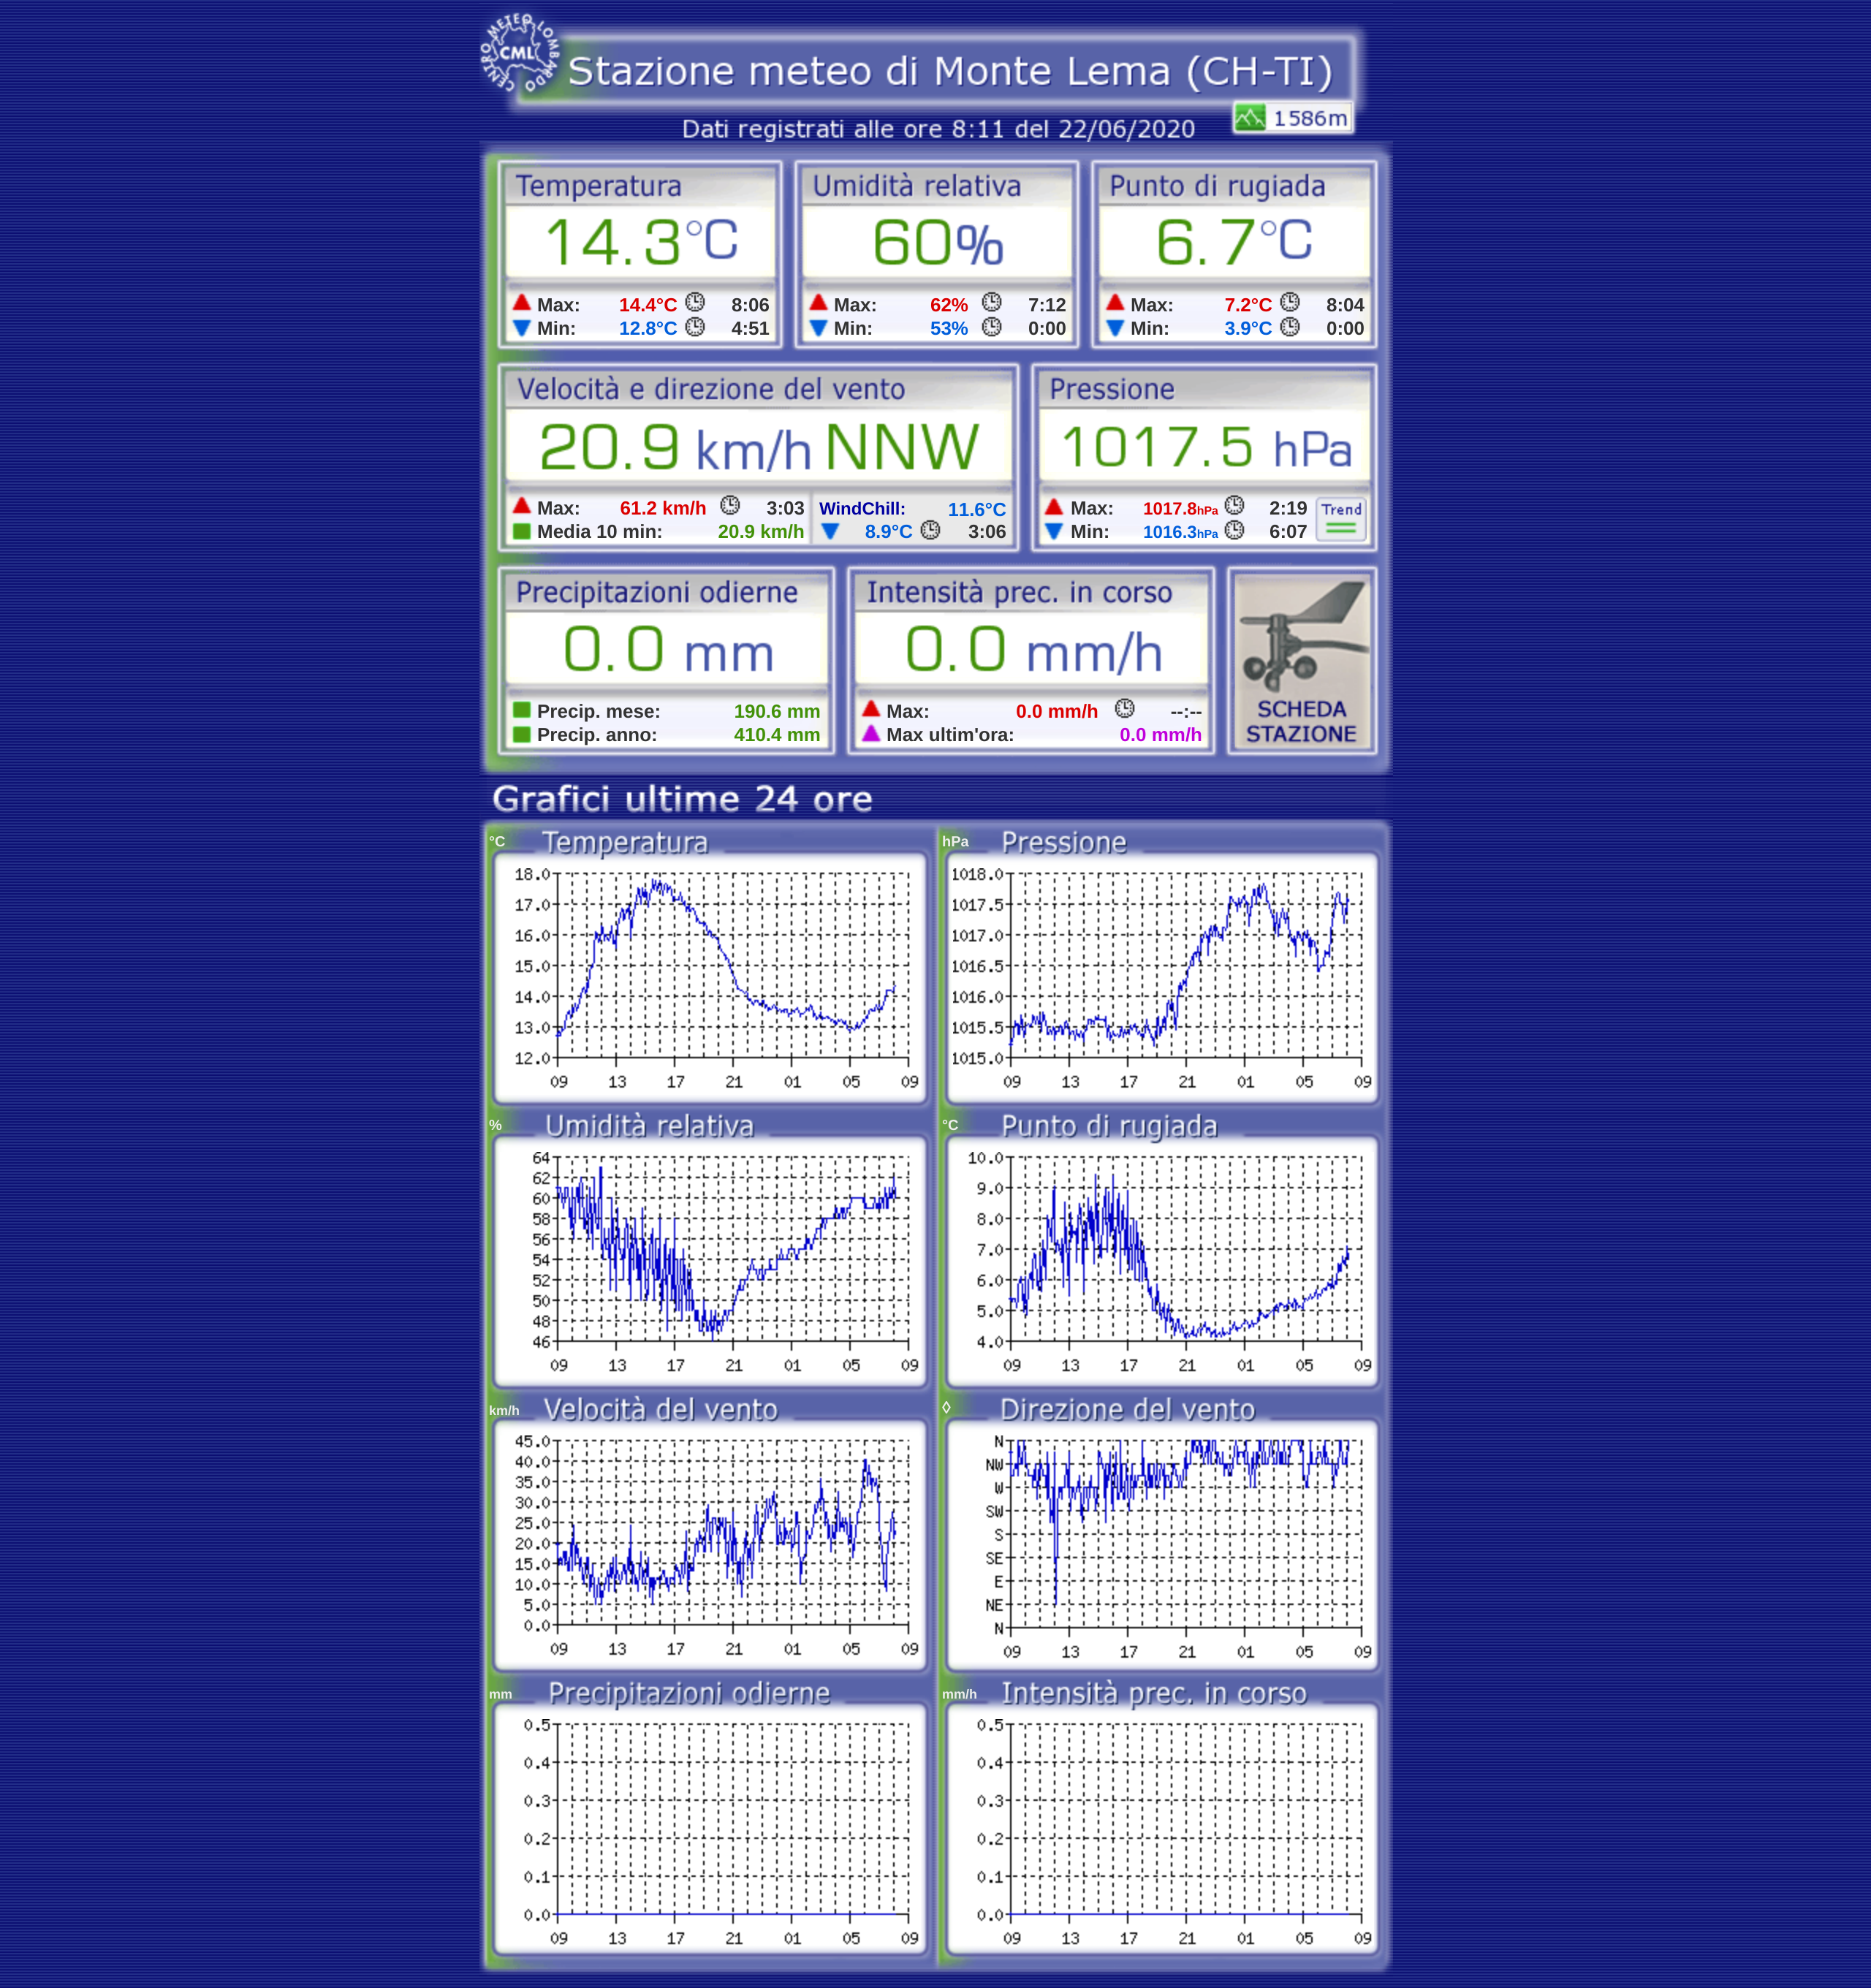 CENTRO METEO LOMBARDO
CML
Stazione meteo di Monte Lema (CH-TI)
1586m
Dati registrati alle ore 8:11 del 22/06/2020
Temperatura
14.3°C
Max: 14.4°C 8:06
Min: 12.8°C 4:51
Umidità relativa
60%
Max: 62% 7:12
Min: 53% 0:00
Punto di rugiada
6.7°C
Max: 7.2°C 8:04
Min: 3.9°C 0:00
Velocità e direzione del vento
20.9 km/h NNW
Max: 61.2 km/h 3:03
Media 10 min: 20.9 km/h
WindChill: 11.6°C
8.9°C 3:06
Pressione
1017.5 hPa
Max: 1017.8hPa 2:19
Min: 1016.3hPa 6:07
Trend
Precipitazioni odierne
0.0 mm
Precip. mese: 190.6 mm
Precip. anno: 410.4 mm
Intensità prec. in corso
0.0 mm/h
Max: 0.0 mm/h --:--
Max ultim'ora: 0.0 mm/h
SCHEDA
STAZIONE
Grafici ultime 24 ore
°C Temperatura
18.0
17.0
16.0
15.0
14.0
13.0
12.0
09 13 17 21 01 05 09
hPa Pressione
1018.0
1017.5
1017.0
1016.5
1016.0
1015.5
1015.0
09 13 17 21 01 05 09
% Umidità relativa
64
62
60
58
56
54
52
50
48
46
09 13 17 21 01 05 09
°C Punto di rugiada
10.0
9.0
8.0
7.0
6.0
5.0
4.0
09 13 17 21 01 05 09
km/h Velocità del vento
45.0
40.0
35.0
30.0
25.0
20.0
15.0
10.0
5.0
0.0
09 13 17 21 01 05 09
◊ Direzione del vento
N
NW
W
SW
S
SE
E
NE
N
09 13 17 21 01 05 09
mm Precipitazioni odierne
0.5
0.4
0.3
0.2
0.1
0.0
09 13 17 21 01 05 09
mm/h Intensità prec. in corso
0.5
0.4
0.3
0.2
0.1
0.0
09 13 17 21 01 05 09